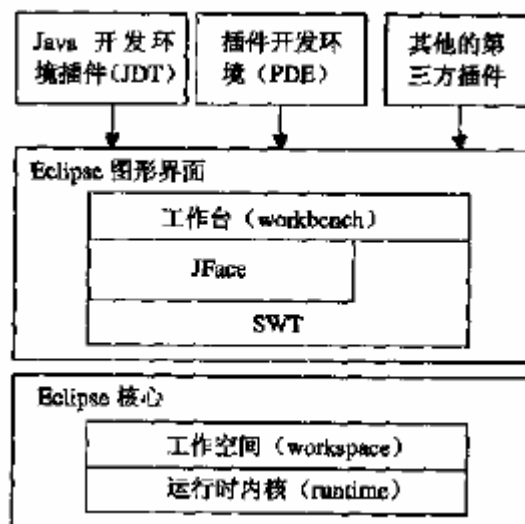 Java 开发环
境插件(JDT)
插件开发环
境（PDE）
其他的第
三方插件
Eclipse 图形界面
工作台（workbench）
JFace
SWT
Eclipse 核心
工作空间（workspace）
运行时内核（runtime）